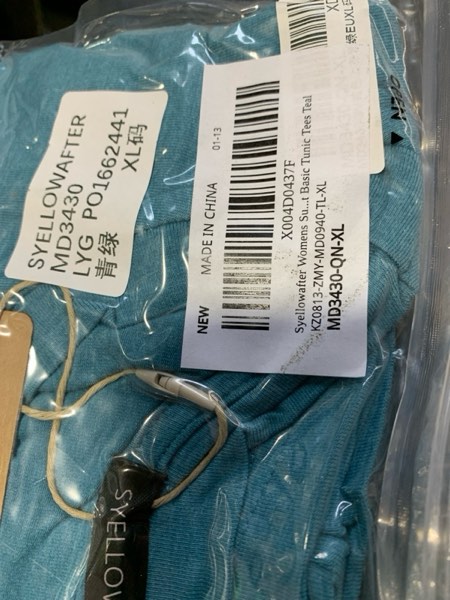 SYELLOWAFTER
MD3430
LYG PO1662441
青绿 XL码
NEW MADE IN CHINA 01-13
X004D0437F
Syellowafter Womens Su...t Basic Tunic Tees Teal
KZ0813-ZMY-MD0940-TL-XL
MD3430-QN-XL
SYELLOW